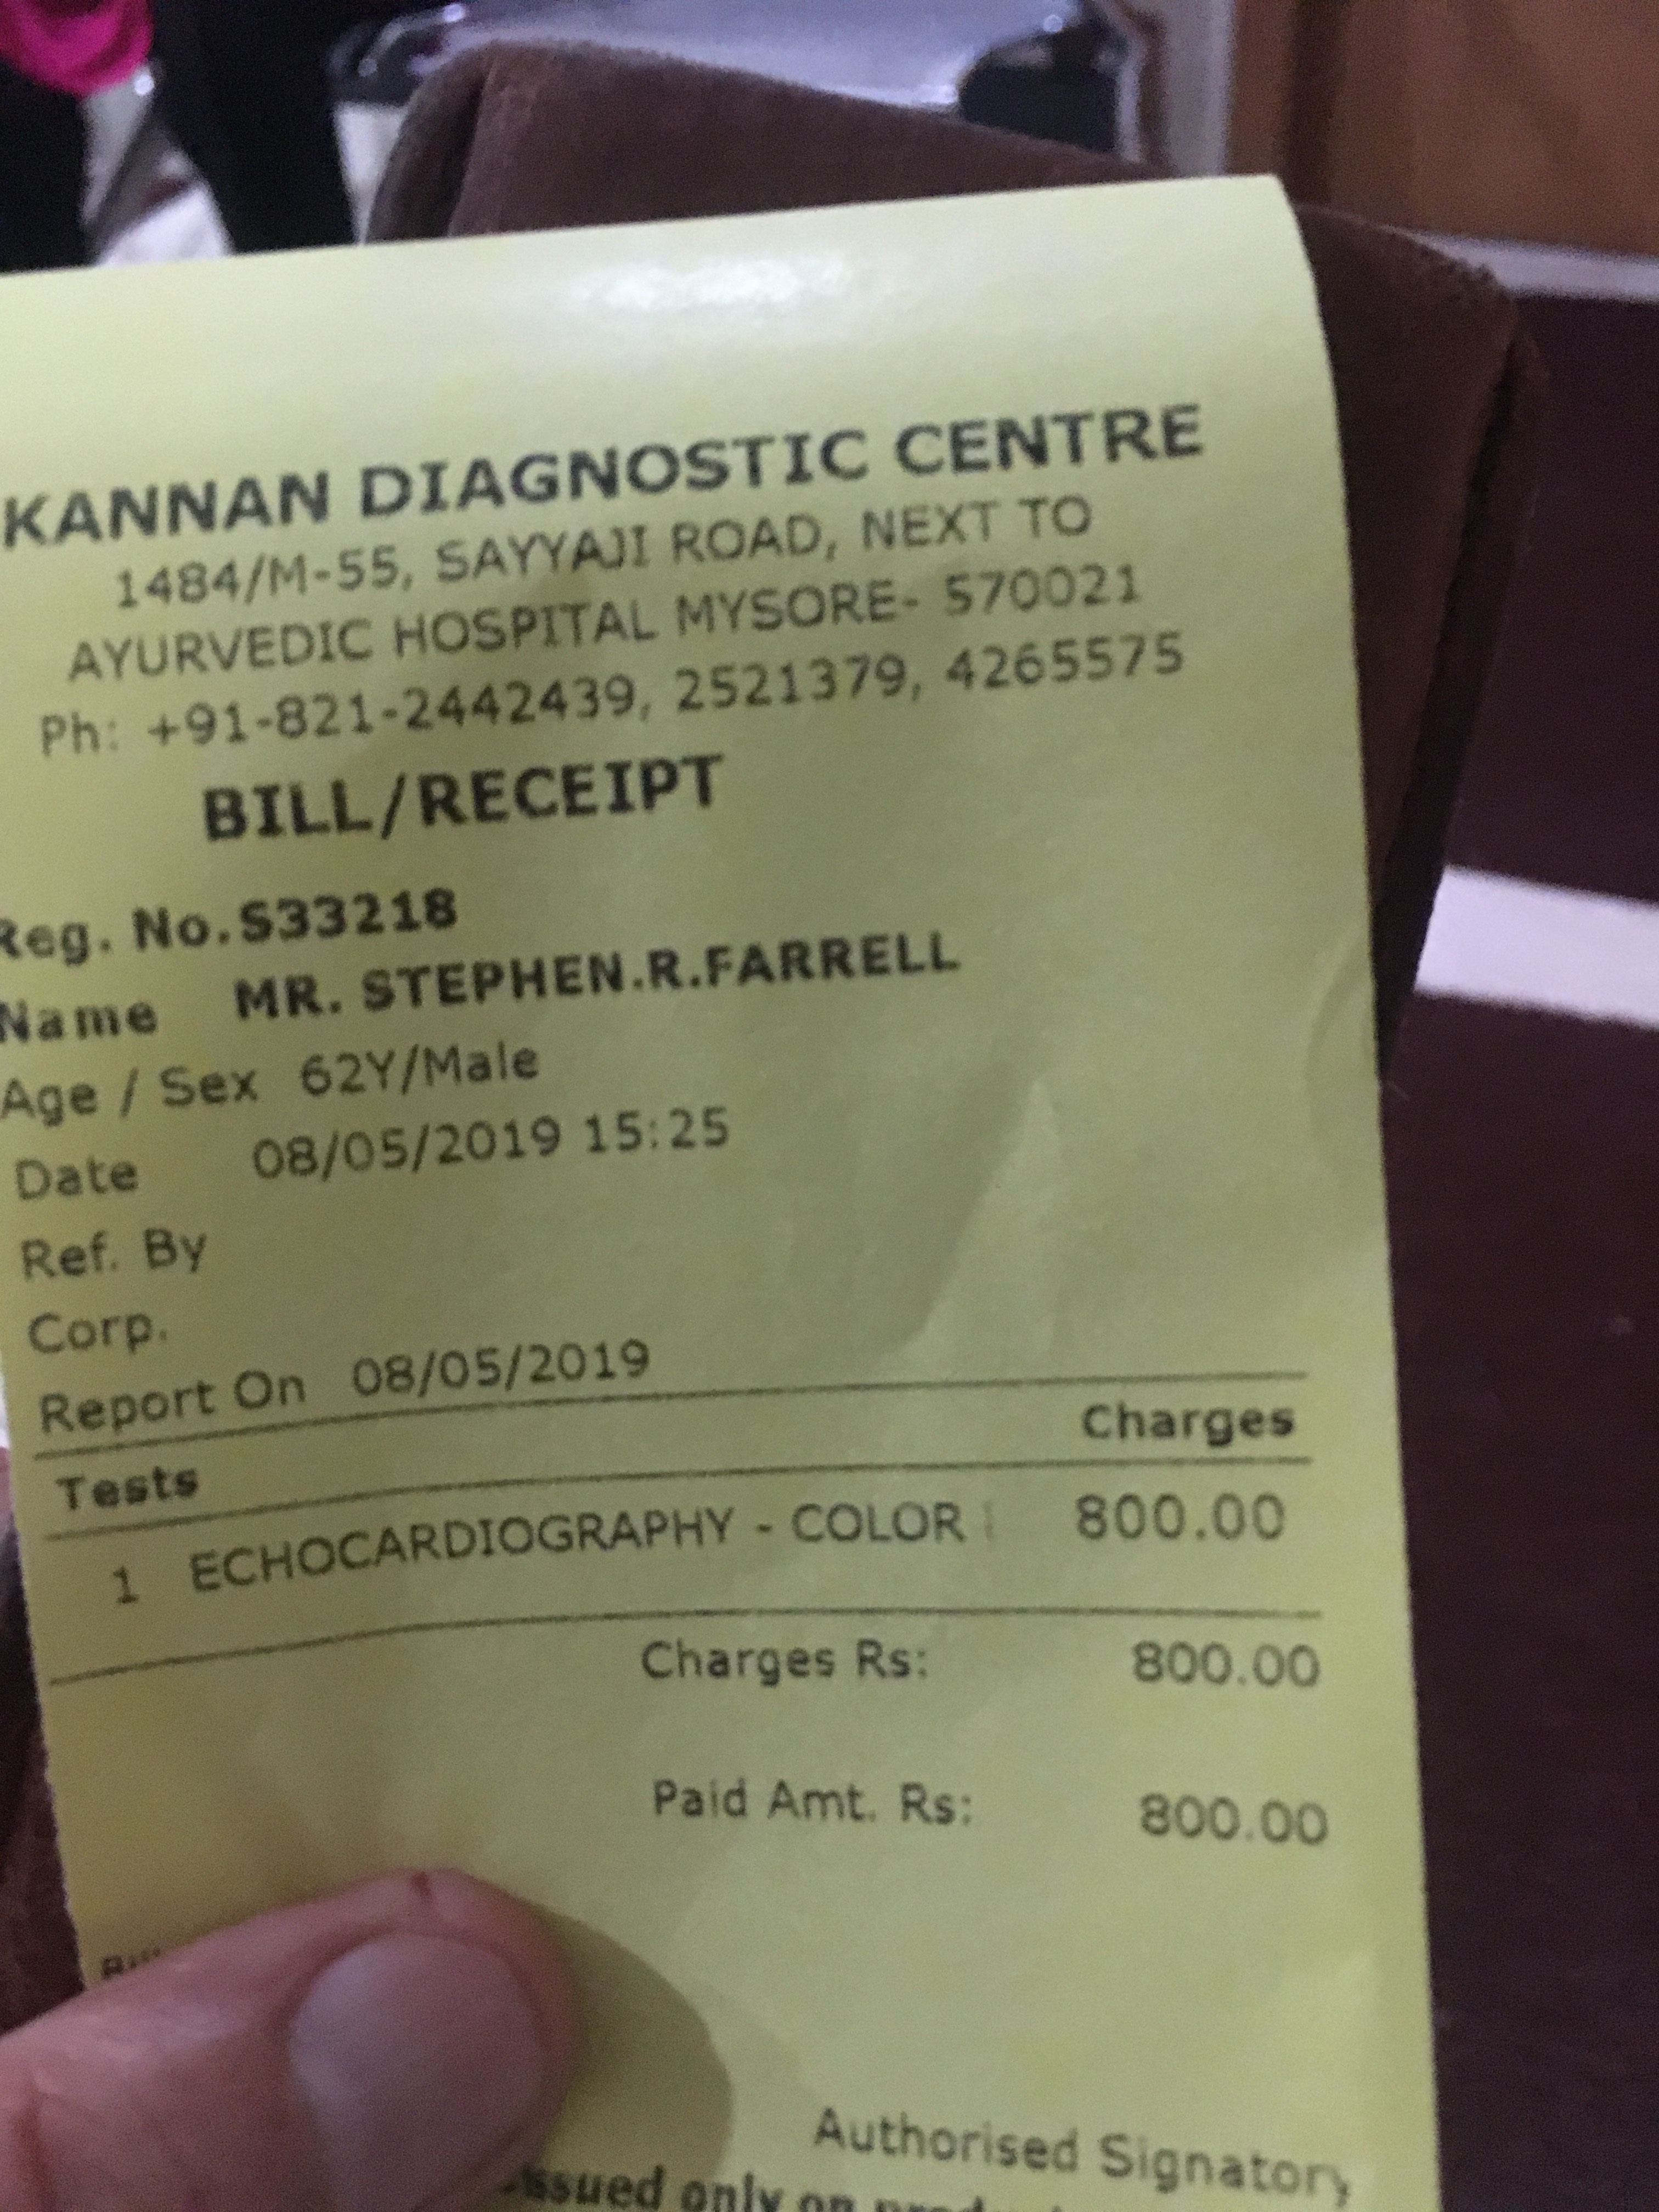 KANNAN DIAGNOSTIC CENTRE
1484/M-55, SAYYAJI ROAD, NEXT TO
AYURVEDIC HOSPITAL MYSORE- 570021
Ph: +91-821-2442439, 2521379, 4265575
BILL/RECEIPT
Reg. No.S33218
Name MR. STEPHEN.R.FARRELL
Age / Sex 62Y/Male
Date 08/05/2019 15:25
Ref. By
Corp.
Report On 08/05/2019
Tests Charges
1 ECHOCARDIOGRAPHY - COLOR 800.00
Charges Rs: 800.00
Paid Amt. Rs: 800.00
Authorised Signatory
issued only on